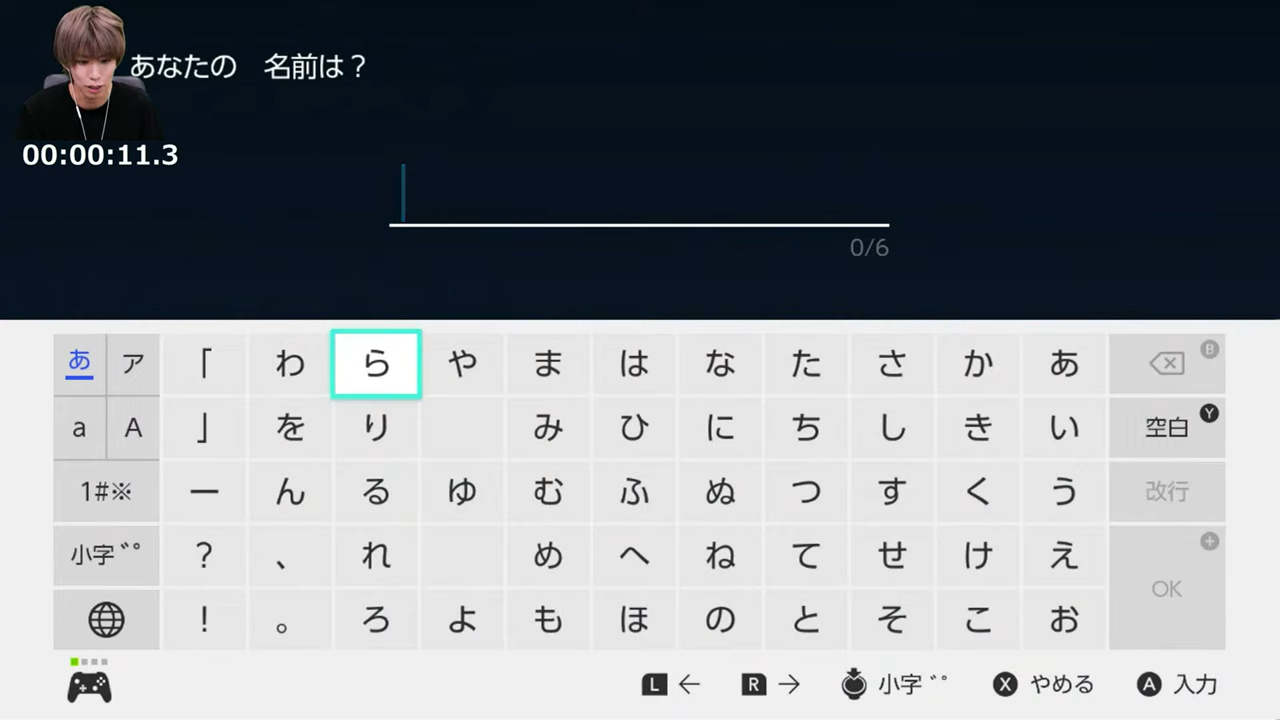 あなたの 名前は？
00:00:11.3
0/6
あ ア 「 わ ら や ま は な た さ か あ B
a A 」 を り み ひ に ち し き い 空白 Y
1#※ ー ん る ゆ む ふ ぬ つ す く う 改行
小字゛゜ ？ 、 れ め へ ね て せ け え +
！ 。 ろ よ も ほ の と そ こ お OK
L ← R → 小字゛゜ X やめる A 入力